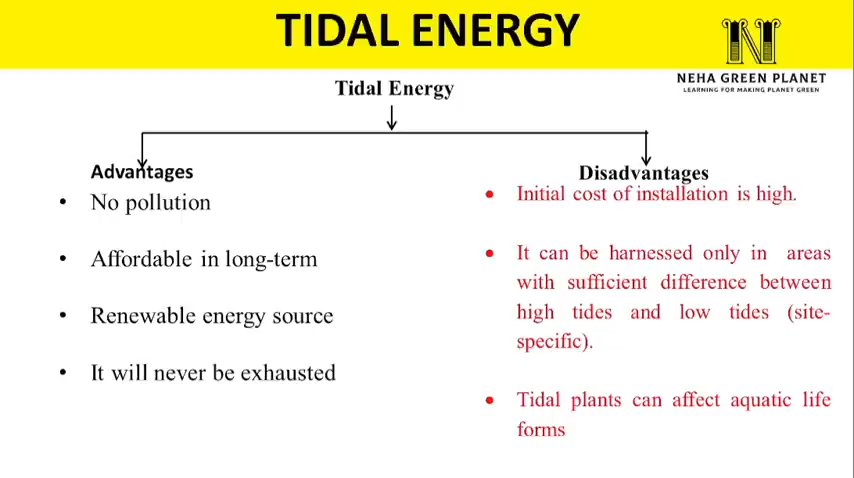 TIDAL ENERGY
N
NEHA GREEN PLANET
LEARNING FOR MAKING PLANET GREEN
Tidal Energy
Advantages
• No pollution
• Affordable in long-term
• Renewable energy source
• It will never be exhausted
Disadvantages
• Initial cost of installation is high.
• It can be harnessed only in areas
with sufficient difference between
high tides and low tides (site-
specific).
• Tidal plants can affect aquatic life
forms